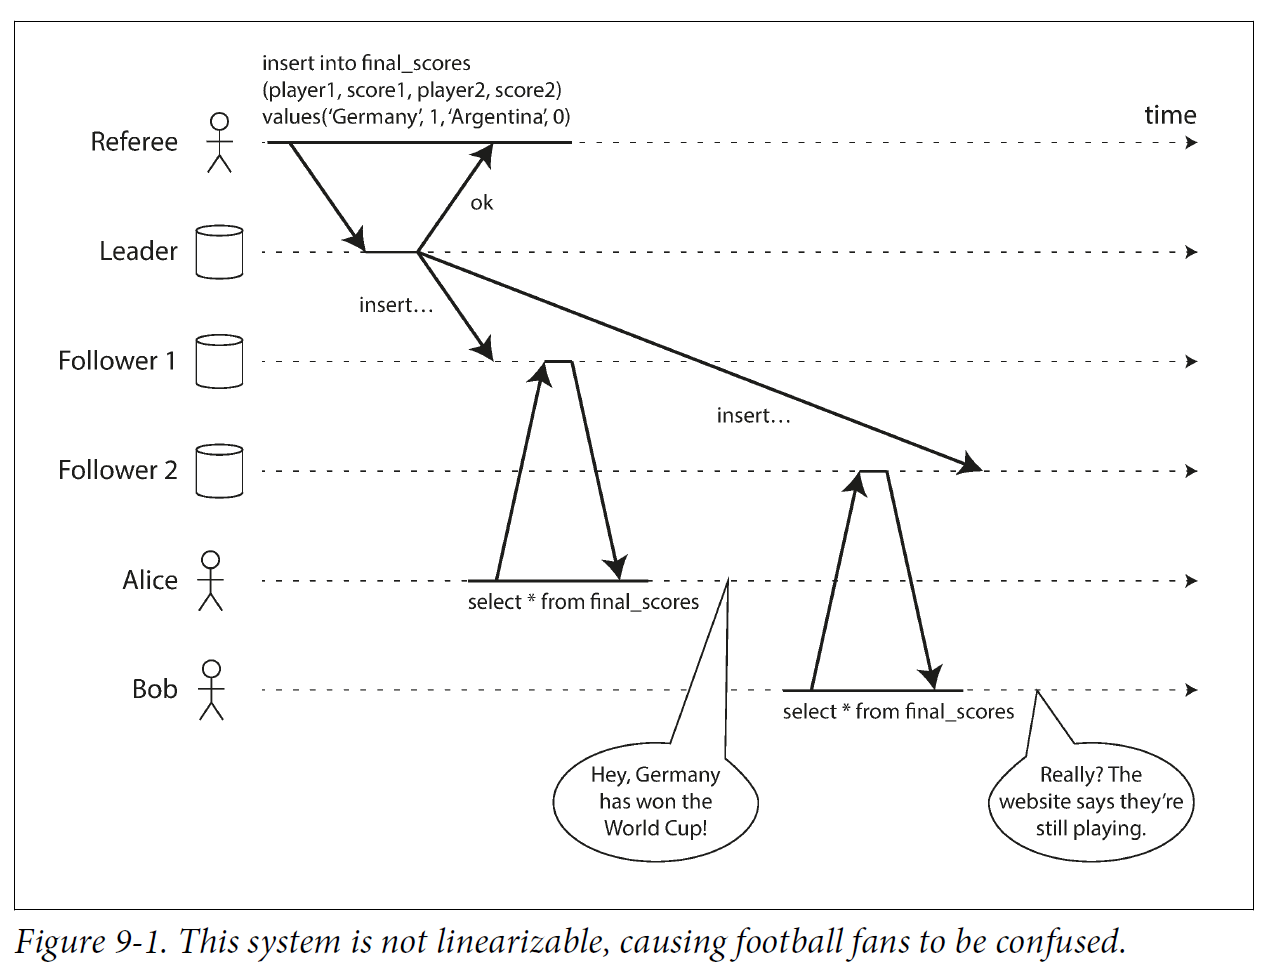 insert into final_scores
(player1, score1, player2, score2)
values(‘Germany’, 1, ‘Argentina’, 0)
time
Referee
ok
Leader
insert…
Follower 1
insert…
Follower 2
Alice
select * from final_scores
Bob
select * from final_scores
Hey, Germany
has won the
World Cup!
Really? The
website says they’re
still playing.
Figure 9-1. This system is not linearizable, causing football fans to be confused.